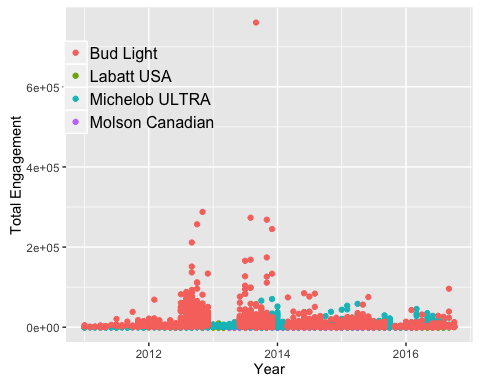 Bud Light
Labatt USA
Michelob ULTRA
Molson Canadian
6e+05
4e+05
2e+05
0e+00
Total Engagement
2012
2014
2016
Year